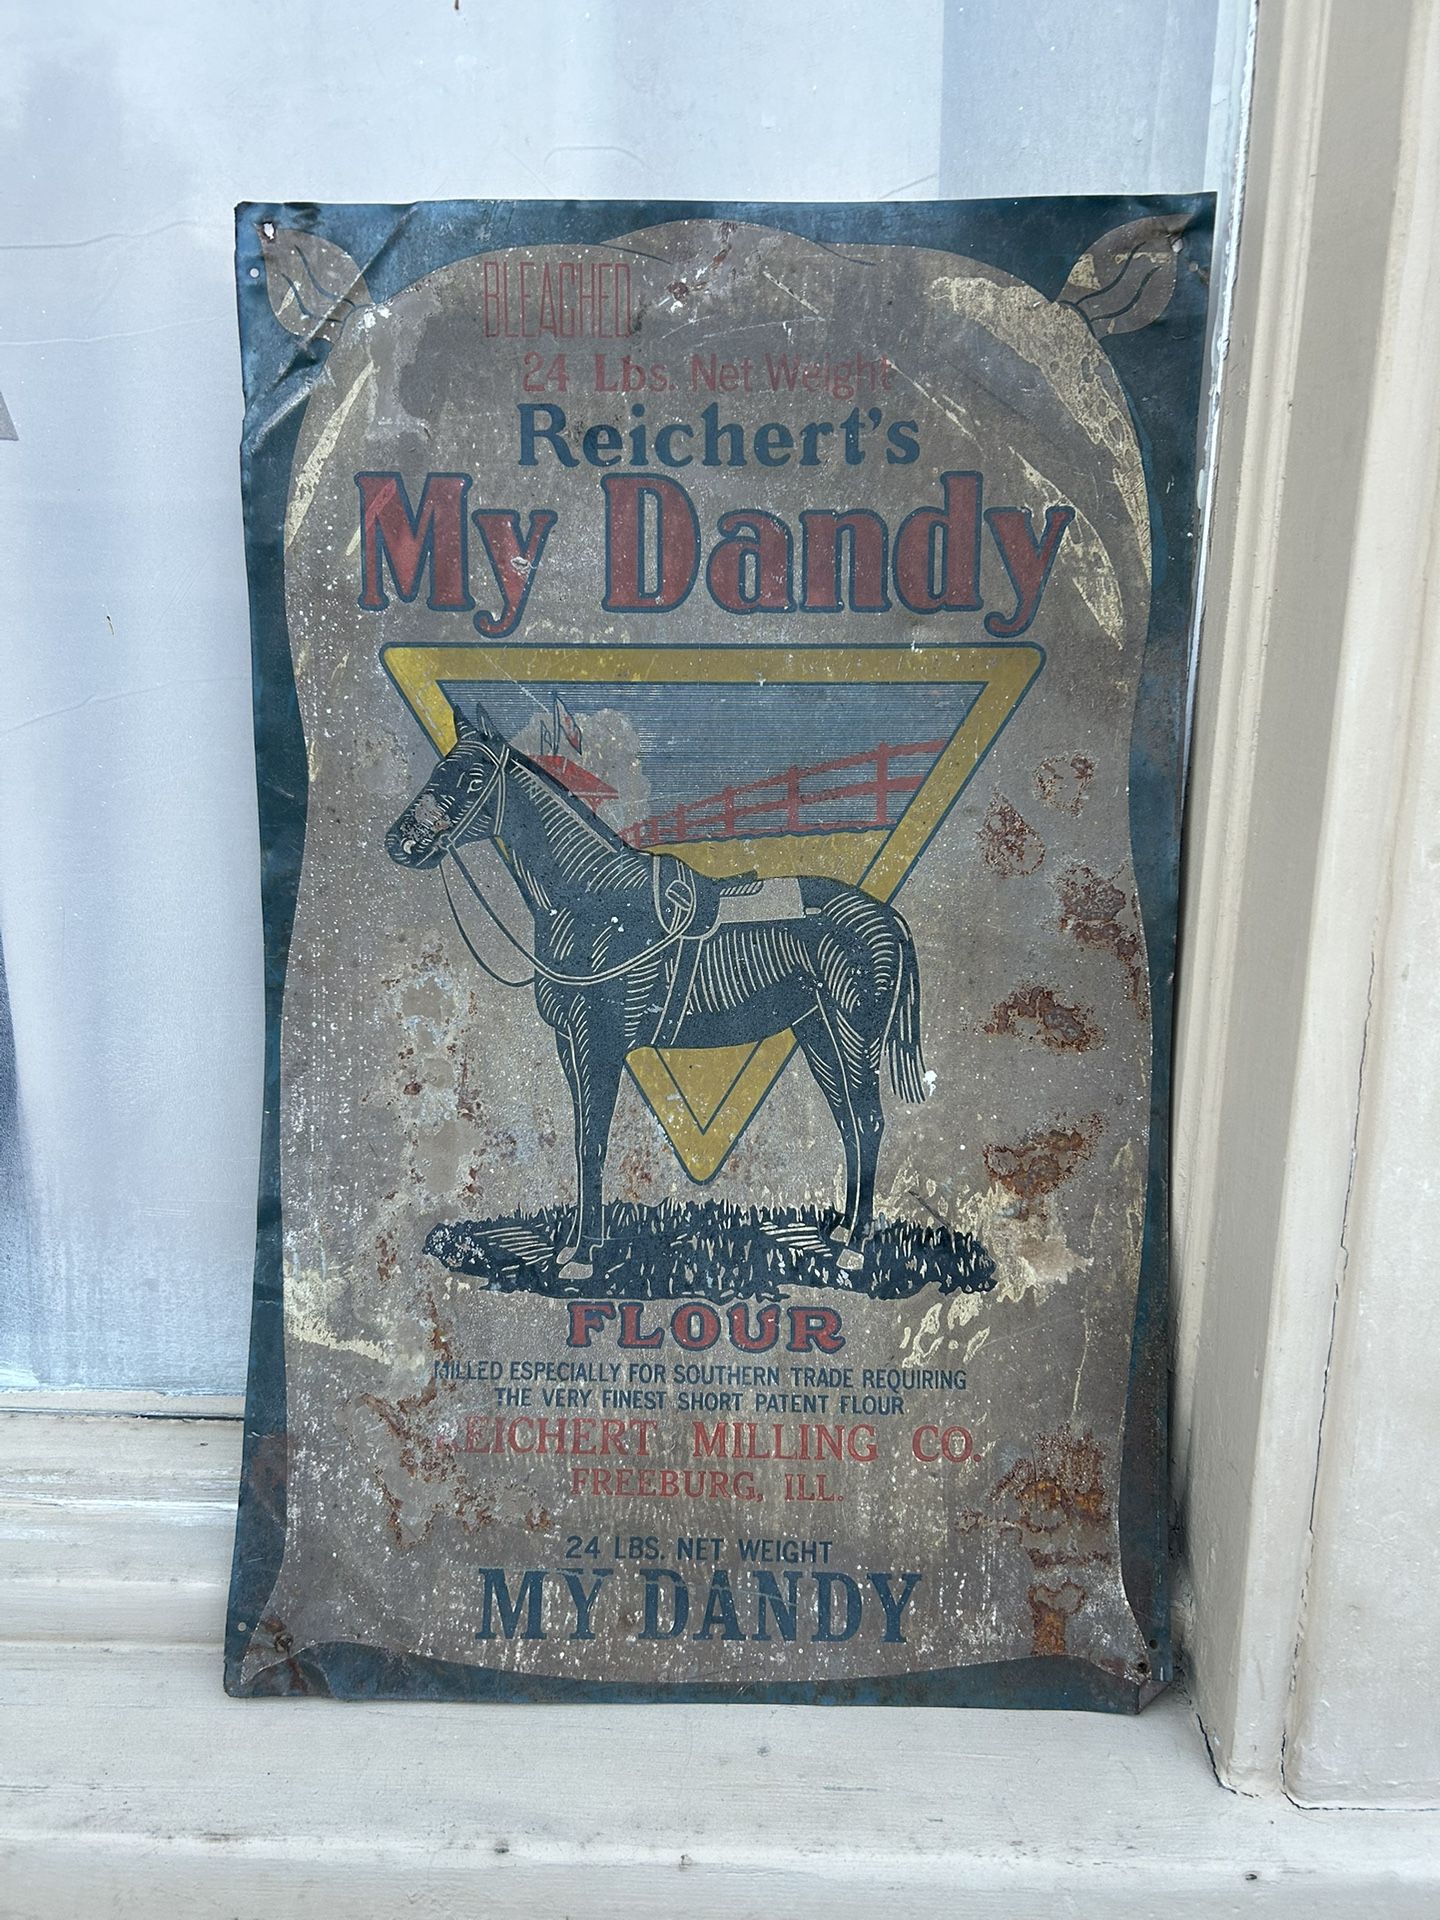 BLEACHED
24 Lbs. Net Weight
Reichert's
My Dandy
FLOUR
MILLED ESPECIALLY FOR SOUTHERN TRADE REQUIRING
THE VERY FINEST SHORT PATENT FLOUR
REICHERT MILLING CO.
FREEBURG, ILL.
24 LBS. NET WEIGHT
MY DANDY